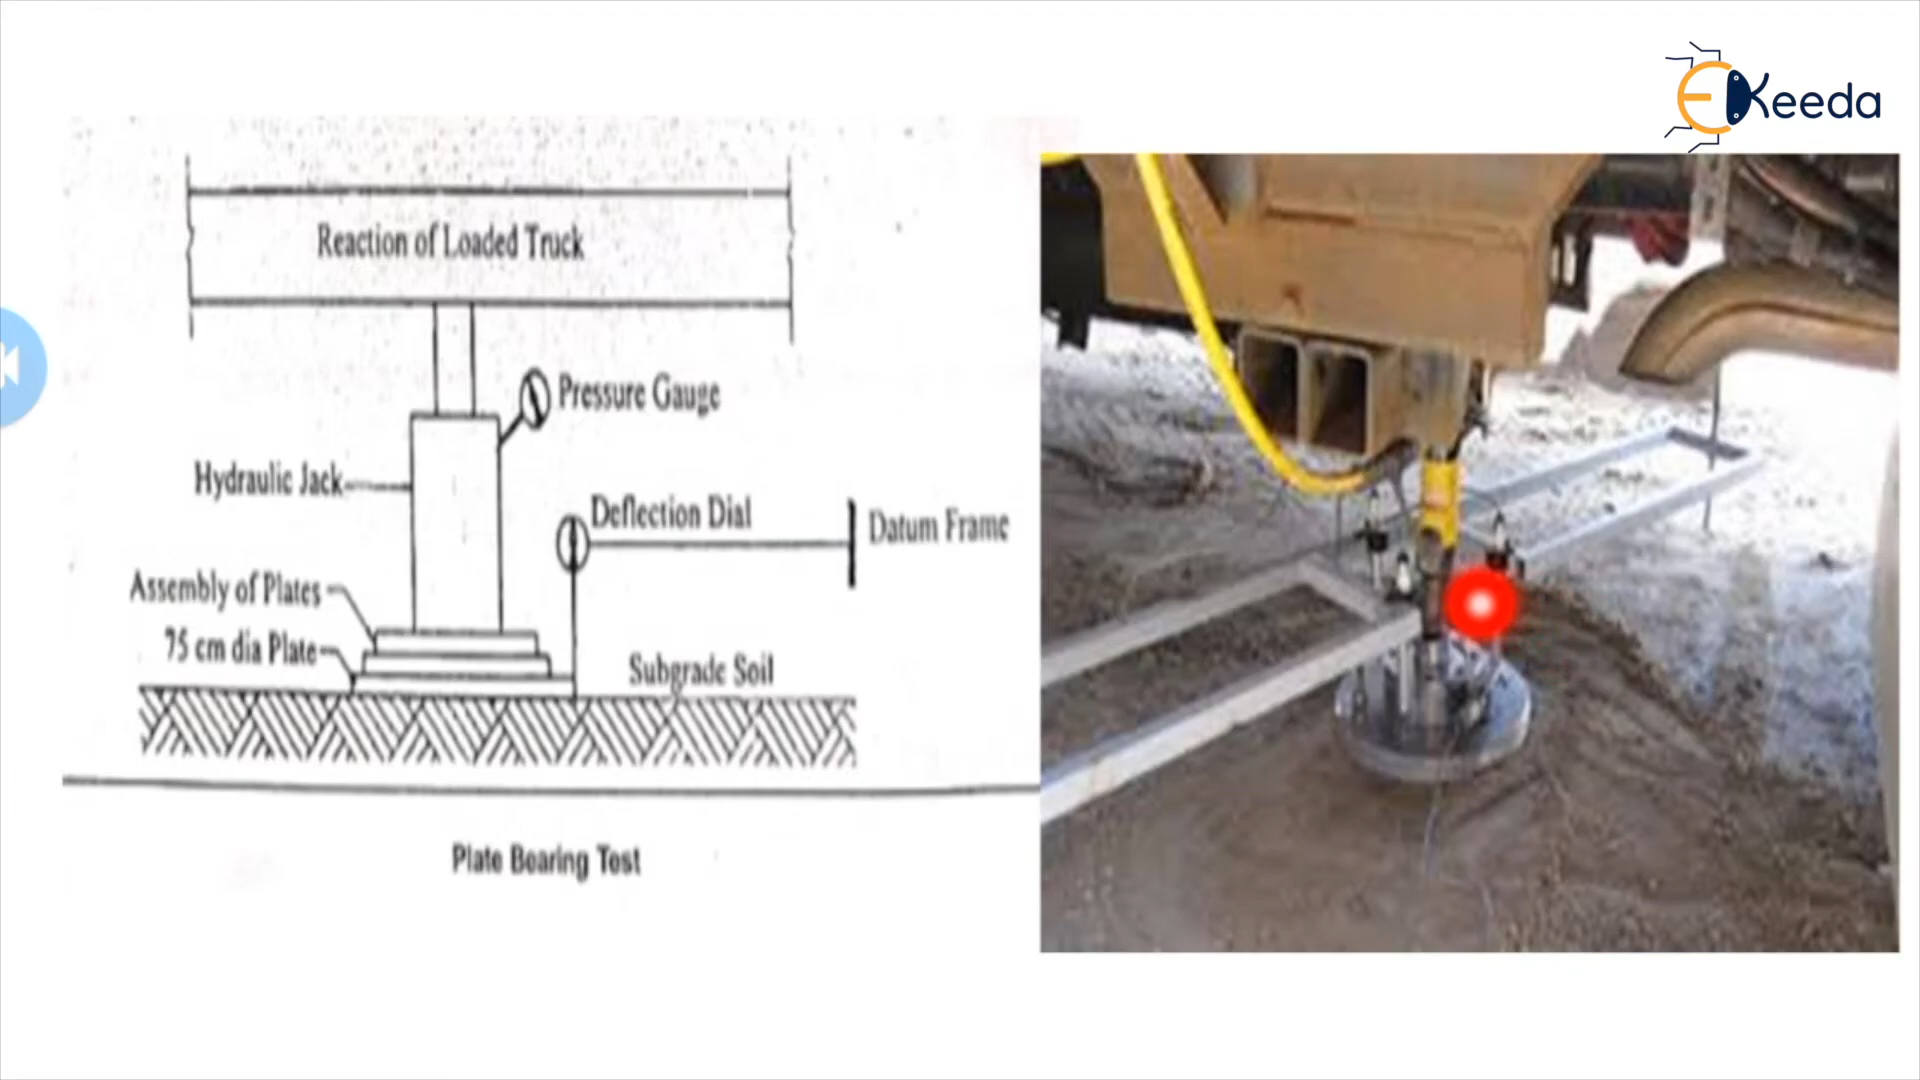 EKeeda
Reaction of Loaded Truck
Pressure Gauge
Hydraulic Jack
Deflection Dial
Datum Frame
Assembly of Plates
75 cm dia Plate
Subgrade Soil
Plate Bearing Test